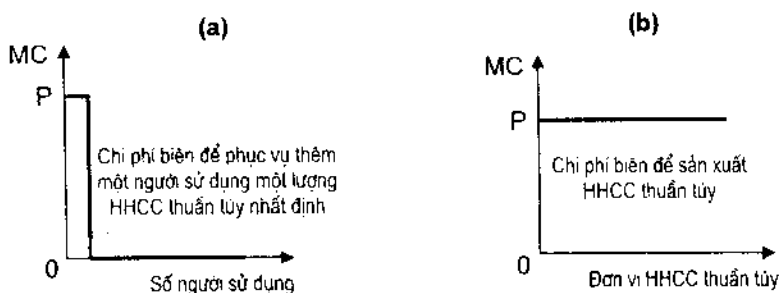 (a)
MC
P
Chi phí biên để phục vụ thêm
một người sử dụng một lượng
HHCC thuần túy nhất định
0
Số người sử dụng
(b)
MC
P
Chi phí biên để sản xuất
HHCC thuần túy
0
Đơn vị HHCC thuần túy